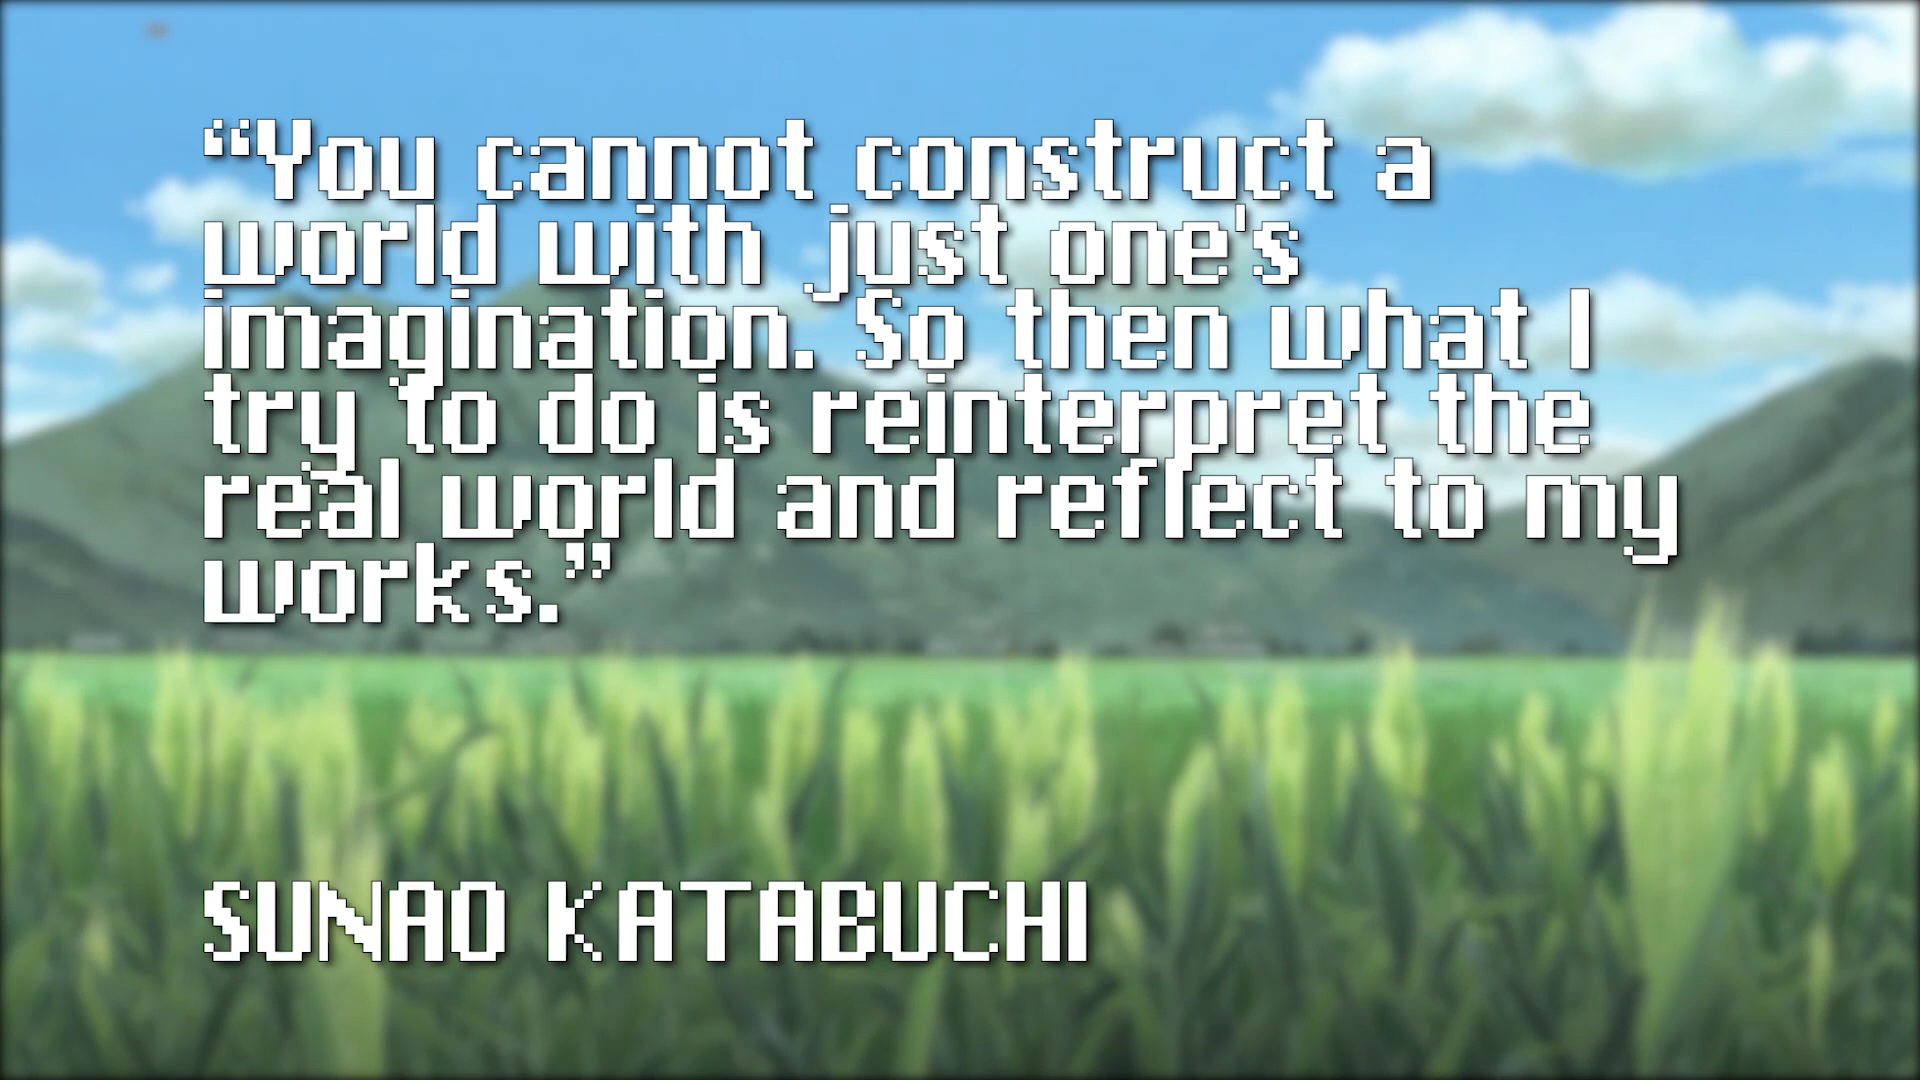 “You cannot construct a
world with just one's
imagination. So then what I
try to do is reinterpret the
real world and reflect to my
works.”
SUNAO KATABUCHI